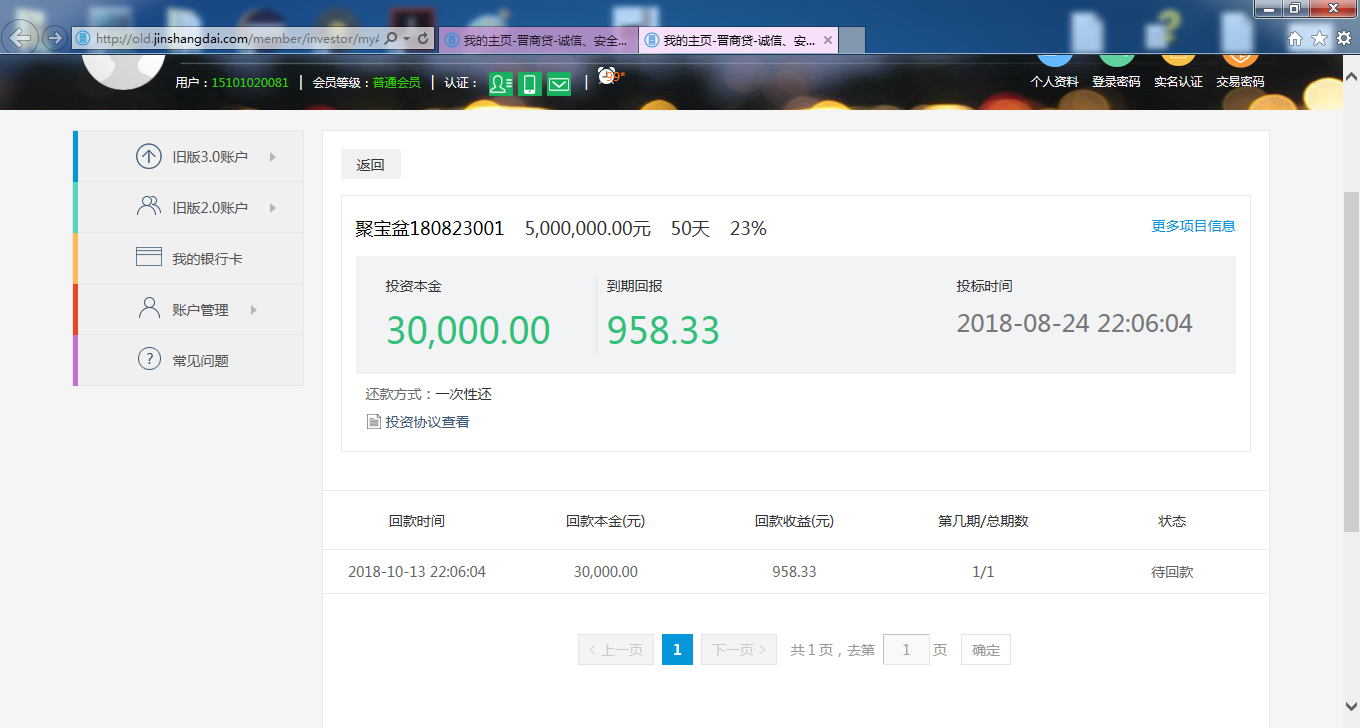 http://old.jinshangdai.com/member/investor/my
我的主页-晋商贷-诚信、安全...
我的主页-晋商贷-诚信、安...
用户：15101020081 | 会员等级：普通会员 | 认证： |
个人资料 登录密码 实名认证 交易密码
旧版3.0账户
旧版2.0账户
我的银行卡
账户管理
常见问题
返回
聚宝盆180823001 5,000,000.00元 50天 23%
更多项目信息
投资本金 到期回报 投标时间
30,000.00 958.33 2018-08-24 22:06:04
还款方式：一次性还
投资协议查看
回款时间 回款本金(元) 回款收益(元) 第几期/总期数 状态
2018-10-13 22:06:04 30,000.00 958.33 1/1 待回款
<上一页 1 下一页> 共1页，去第 1 页 确定